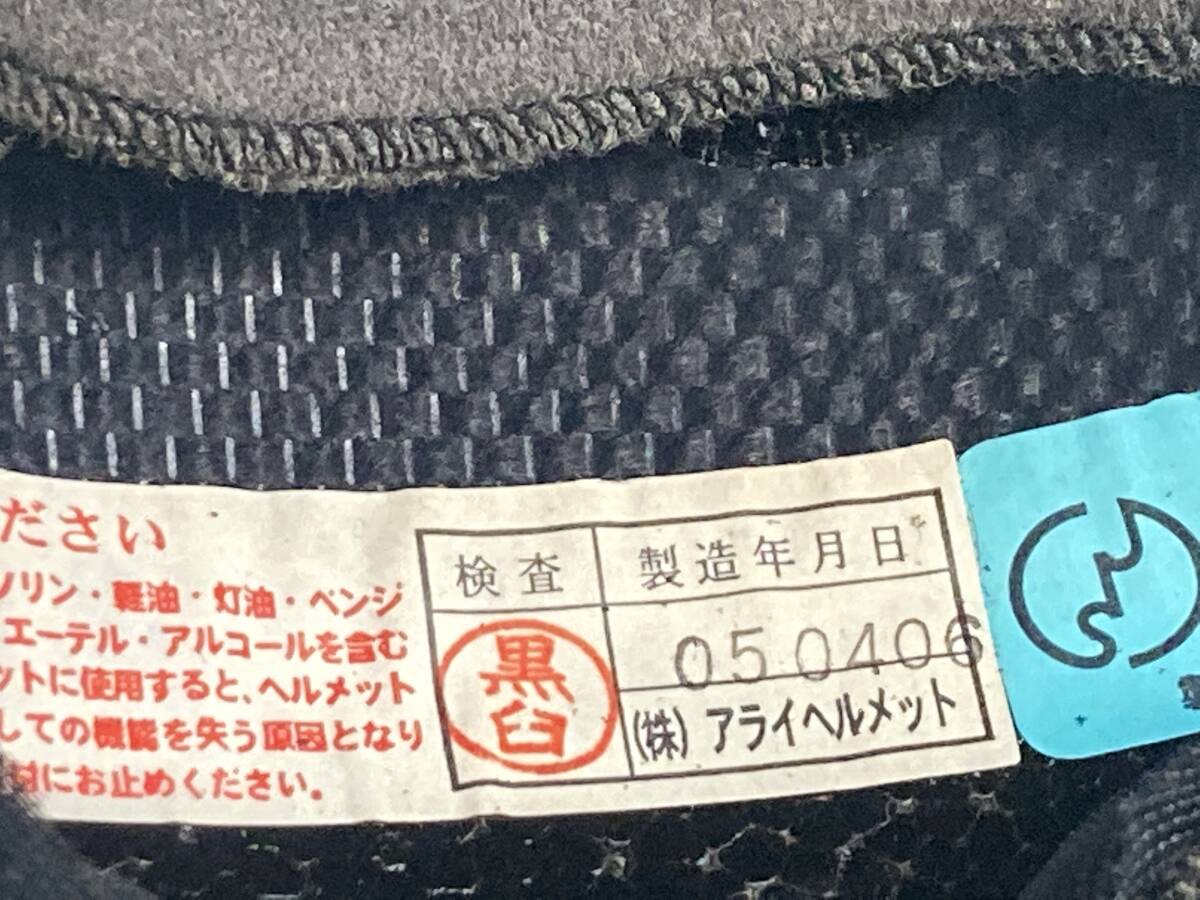 ださい
ソリン・軽油・灯油・ベンジ
エーテル・アルコールを含む
ットに使用すると、ヘルメット
しての機能を失う原因となり
封にお止めください。
検査
製造年月日
黒臼
050406
(株)アライヘルメット